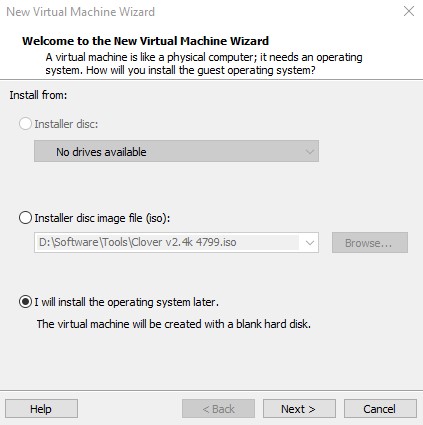 New Virtual Machine Wizard
Welcome to the New Virtual Machine Wizard
A virtual machine is like a physical computer; it needs an operating
system. How will you install the guest operating system?
Install from:
Installer disc:
No drives available
Installer disc image file (iso):
D:\Software\Tools\Clover v2.4k 4799.iso
Browse...
I will install the operating system later.
The virtual machine will be created with a blank hard disk.
Help
< Back
Next >
Cancel